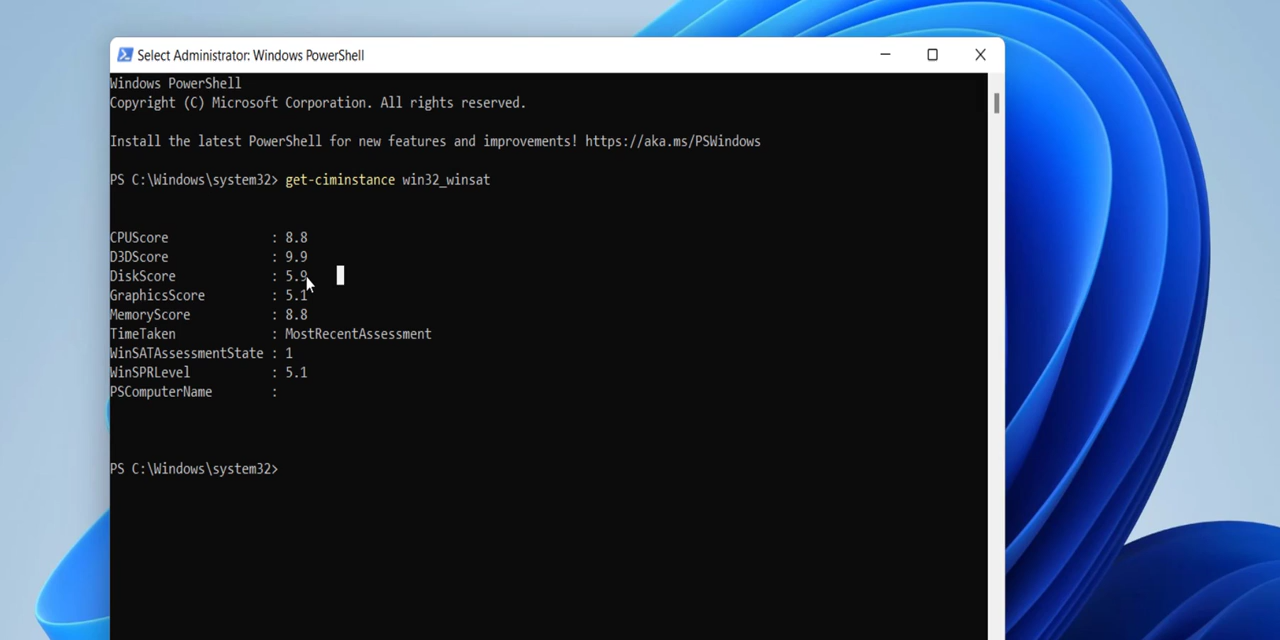 Select Administrator: Windows PowerShell
Windows PowerShell
Copyright (C) Microsoft Corporation. All rights reserved.
Install the latest PowerShell for new features and improvements! https://aka.ms/PSWindows
PS C:\Windows\system32> get-ciminstance win32_winsat
CPUScore : 8.8
D3DScore : 9.9
DiskScore : 5.9
GraphicsScore : 5.1
MemoryScore : 8.8
TimeTaken : MostRecentAssessment
WinSATAssessmentState : 1
WinSPRLevel : 5.1
PSComputerName :
PS C:\Windows\system32>